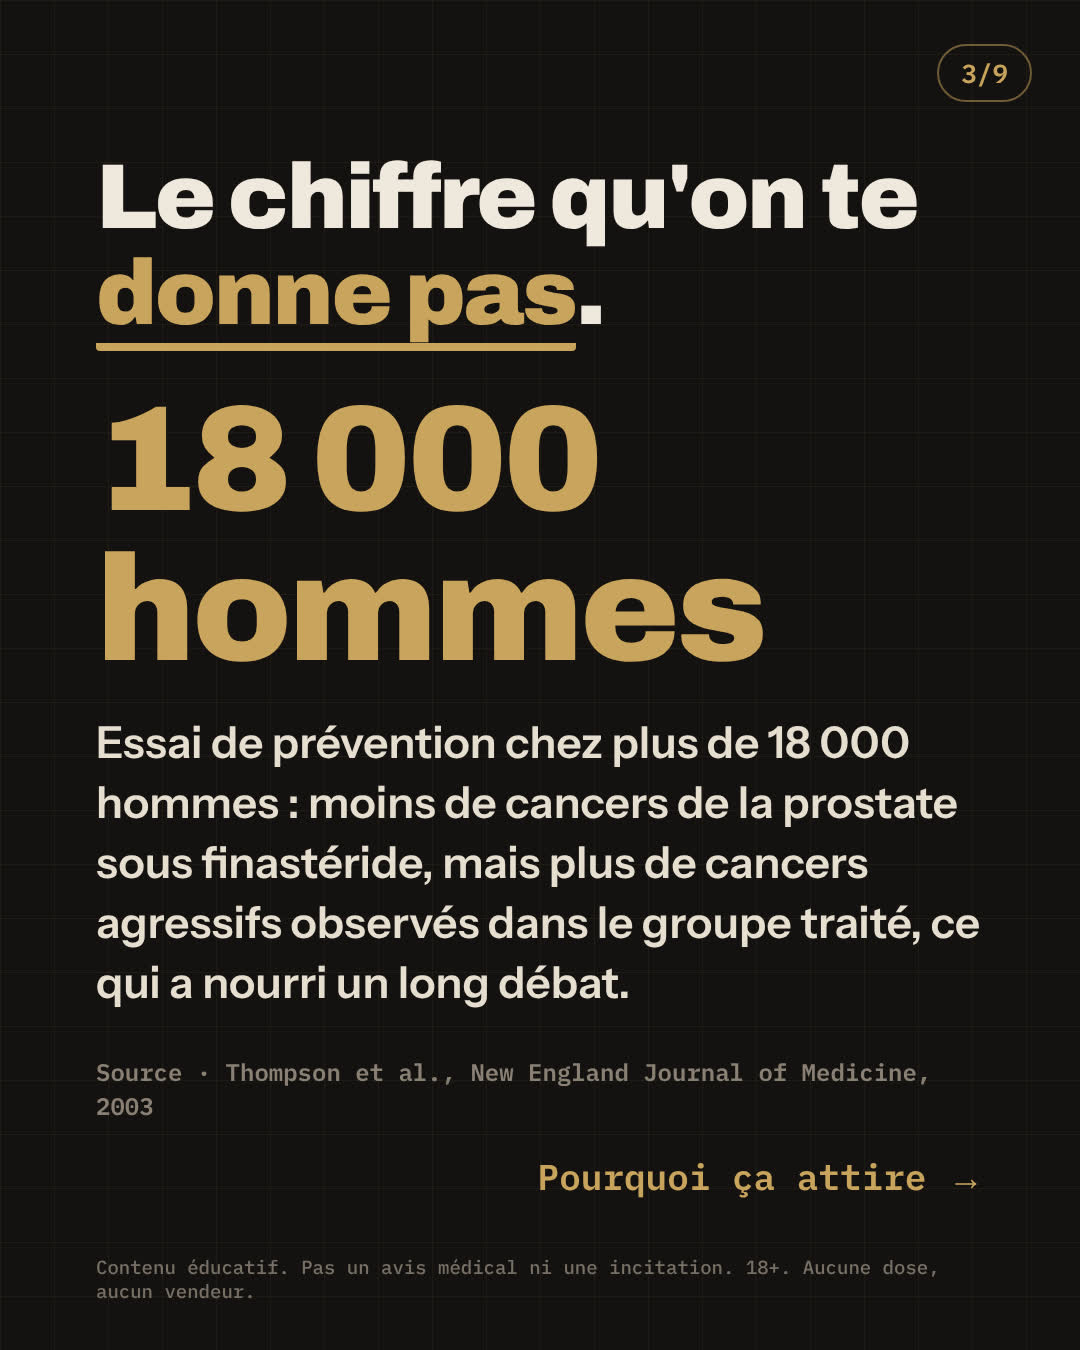 3/9
Le chiffre qu'on te
donne pas.
18 000
hommes
Essai de prévention chez plus de 18 000
hommes : moins de cancers de la prostate
sous finastéride, mais plus de cancers
agressifs observés dans le groupe traité, ce
qui a nourri un long débat.
Source · Thompson et al., New England Journal of Medicine,
2003
Pourquoi ça attire →
Contenu éducatif. Pas un avis médical ni une incitation. 18+. Aucune dose,
aucun vendeur.